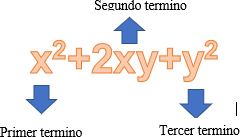 Segundo termino
x²+2xy+y²
Primer termino
Tercer termino